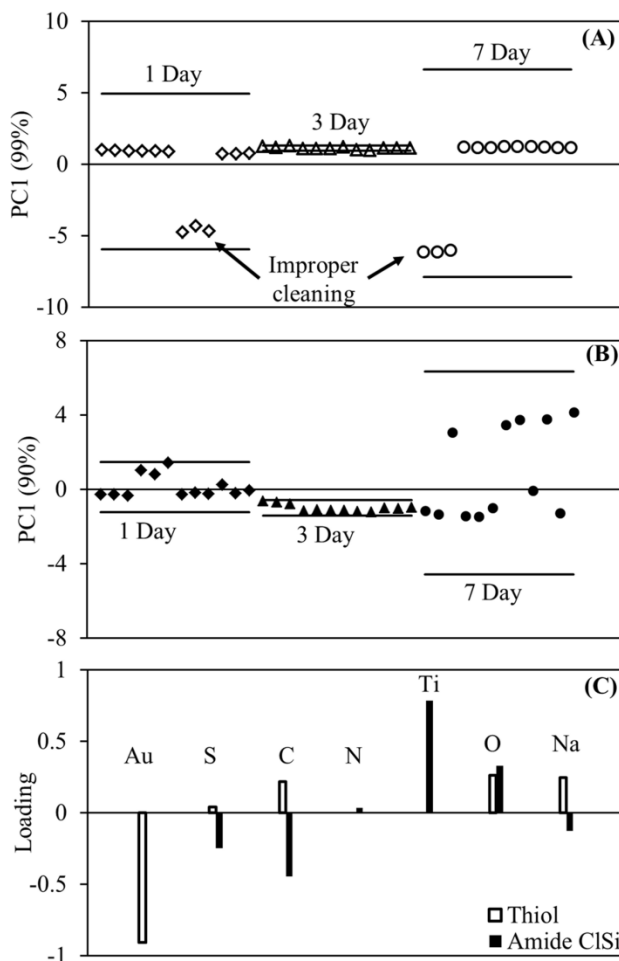 (A)
10
5
0
-5
-10
PC1 (99%)
1 Day
3 Day
7 Day
Improper
cleaning
(B)
8
4
0
-4
-8
PC1 (90%)
1 Day
3 Day
7 Day
(C)
1
0.5
0
-0.5
-1
Loading
Au
S
C
N
Ti
O
Na
Thiol
Amide ClSi